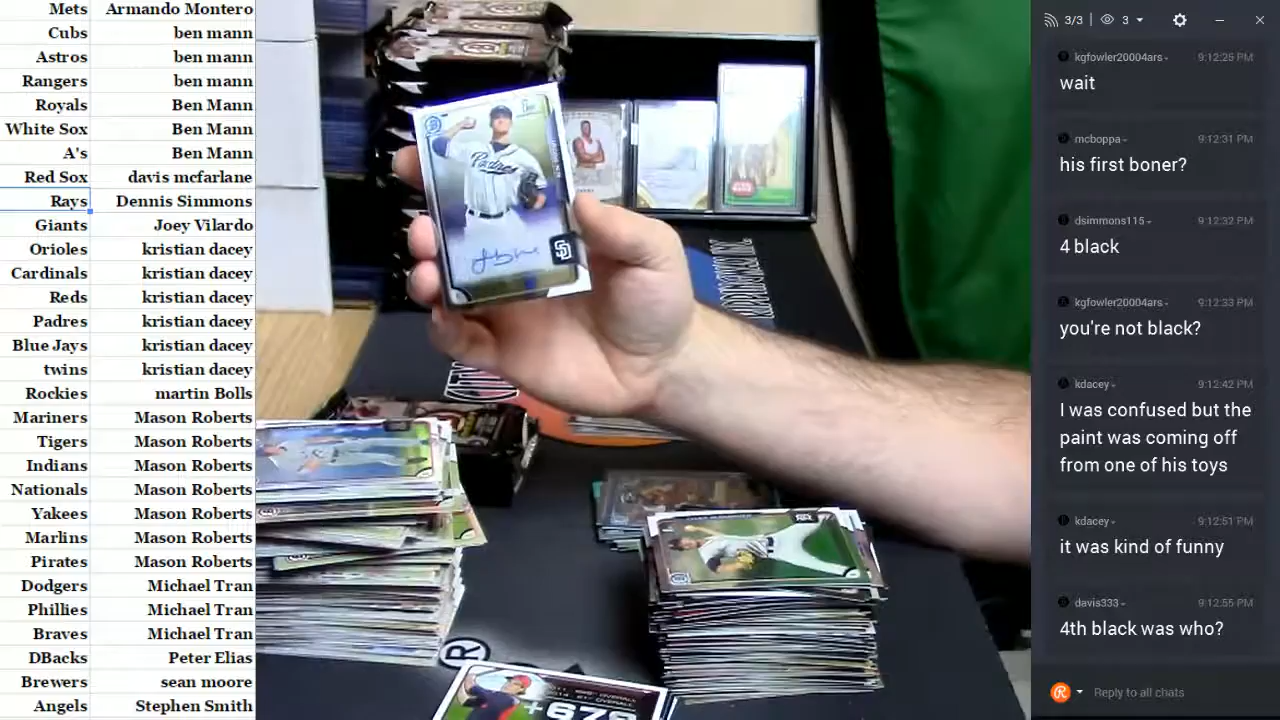 Mets Armando Montero
Cubs ben mann
Astros ben mann
Rangers ben mann
Royals Ben Mann
White Sox Ben Mann
A's Ben Mann
Red Sox davis mcfarlane
Rays Dennis Simmons
Giants Joey Vilardo
Orioles kristian dacey
Cardinals kristian dacey
Reds kristian dacey
Padres kristian dacey
Blue Jays kristian dacey
twins kristian dacey
Rockies martin Bolls
Mariners Mason Roberts
Tigers Mason Roberts
Indians Mason Roberts
Nationals Mason Roberts
Yakees Mason Roberts
Marlins Mason Roberts
Pirates Mason Roberts
Dodgers Michael Tran
Phillies Michael Tran
Braves Michael Tran
DBacks Peter Elias
Brewers sean moore
Angels Stephen Smith
Padres
SD
STAR WARS
R
+678
3/3 3
kgfowler20004ars 9:12:25 PM
wait
mcboppa 9:12:31 PM
his first boner?
dsimmons115 9:12:32 PM
4 black
kgfowler20004ars 9:12:33 PM
you're not black?
kdacey 9:12:42 PM
I was confused but the
paint was coming off
from one of his toys
kdacey 9:12:51 PM
it was kind of funny
davis333 9:12:55 PM
4th black was who?
Reply to all chats